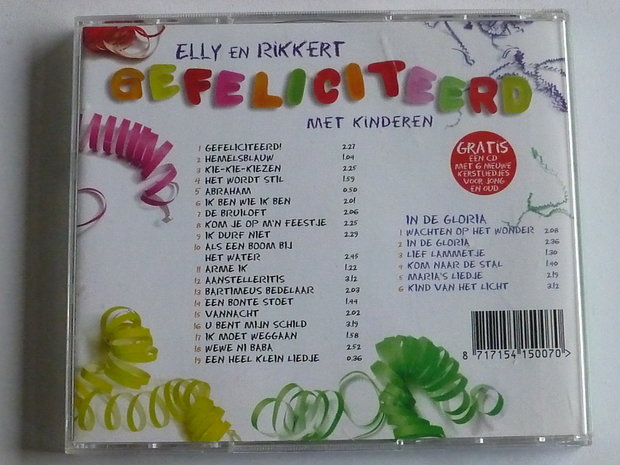 ELLY EN RIKKERT
GEFELICITEERD
MET KINDEREN
1 GEFELICITEERD! 2.27
2 HEMELSBLAUW 1.04
3 KIE-KIE-KIEZEN 2.25
4 HET WORDT STIL 1.59
5 ABRAHAM 0.50
6 IK BEN WIE IK BEN 2.01
7 DE BRUILOFT 2.06
8 KOM JE OP M'N FEESTJE 2.25
9 IK DURF NIET 2.29
10 ALS EEN BOOM BIJ
HET WATER 2.45
11 ARME IK 1.22
12 AANSTELLERITIS 3.12
13 BARTIMEUS BEDELAAR 2.03
14 EEN BONTE STOET 1.44
15 VANNACHT 2.02
16 U BENT MIJN SCHILD 3.19
17 IK MOET WEGGAAN 1.58
18 WEWE NI BABA 2.52
19 EEN HEEL KLEIN LIEDJE 0.36
GRATIS
EEN CD
MET 6 NIEUWE
KERSTLIEDJES
VOOR JONG
EN OUD
IN DE GLORIA
1 WACHTEN OP HET WONDER 2.08
2 IN DE GLORIA 2.36
3 LIEF LAMMETJE 1.30
4 KOM NAAR DE STAL 1.40
5 MARIA'S LIEDJE 2.19
6 KIND VAN HET LICHT 3.12
8 717154 150070>